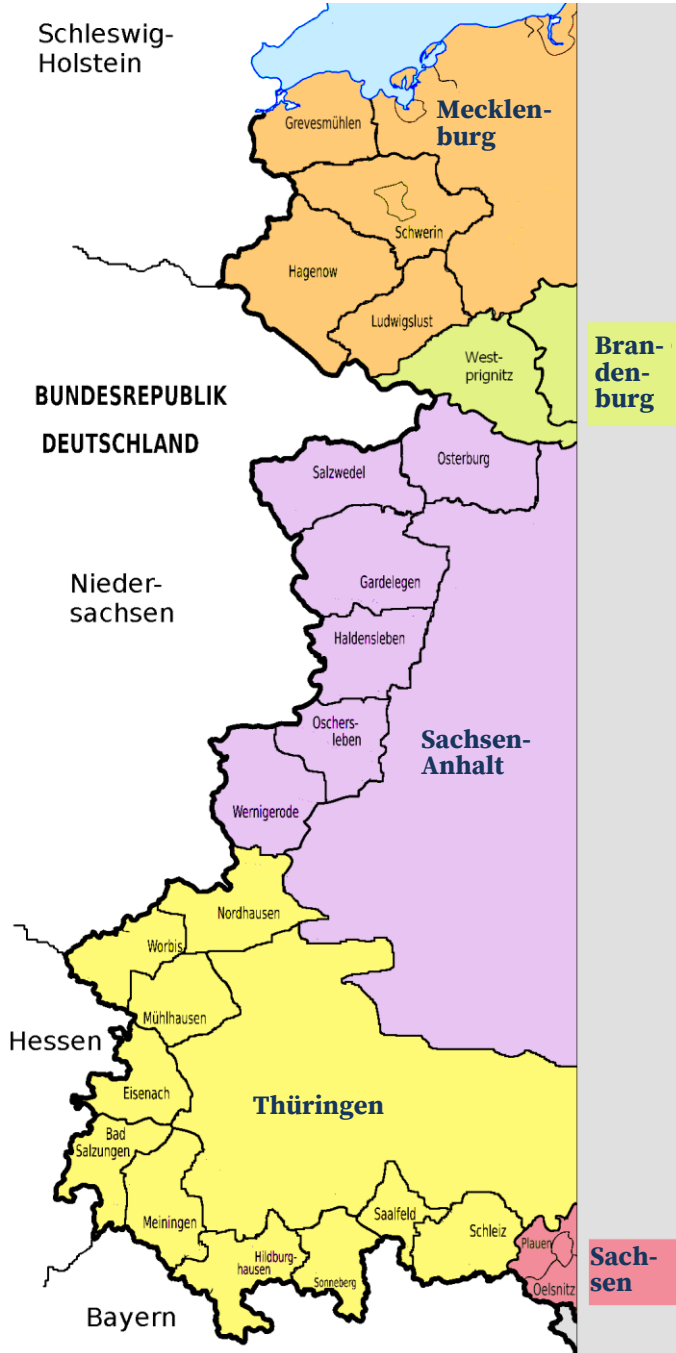 Schleswig-
Holstein
Mecklen-
burg
Grevesmühlen
Schwerin
Hagenow
Ludwigslust
West-
prignitz
Bran-
den-
burg
BUNDESREPUBLIK
DEUTSCHLAND
Salzwedel
Osterburg
Nieder-
sachsen
Gardelegen
Haldensleben
Oschers-
leben
Sachsen-
Anhalt
Wernigerode
Nordhausen
Worbis
Mühlhausen
Hessen
Eisenach
Thüringen
Bad
Salzungen
Meiningen
Saalfeld
Schleiz
Plauen
Hildburg-
hausen
Sonneberg
Oelsnitz
Sach-
sen
Bayern